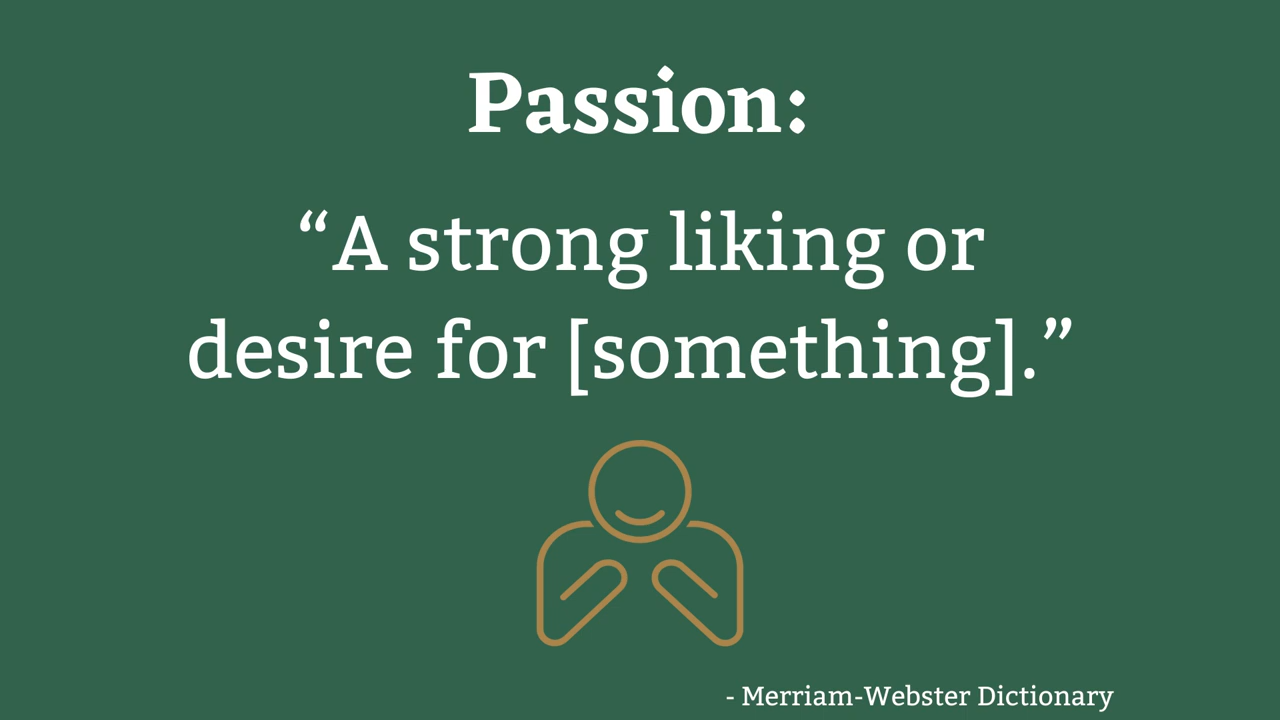 Passion:
“A strong liking or
desire for [something].”
- Merriam-Webster Dictionary